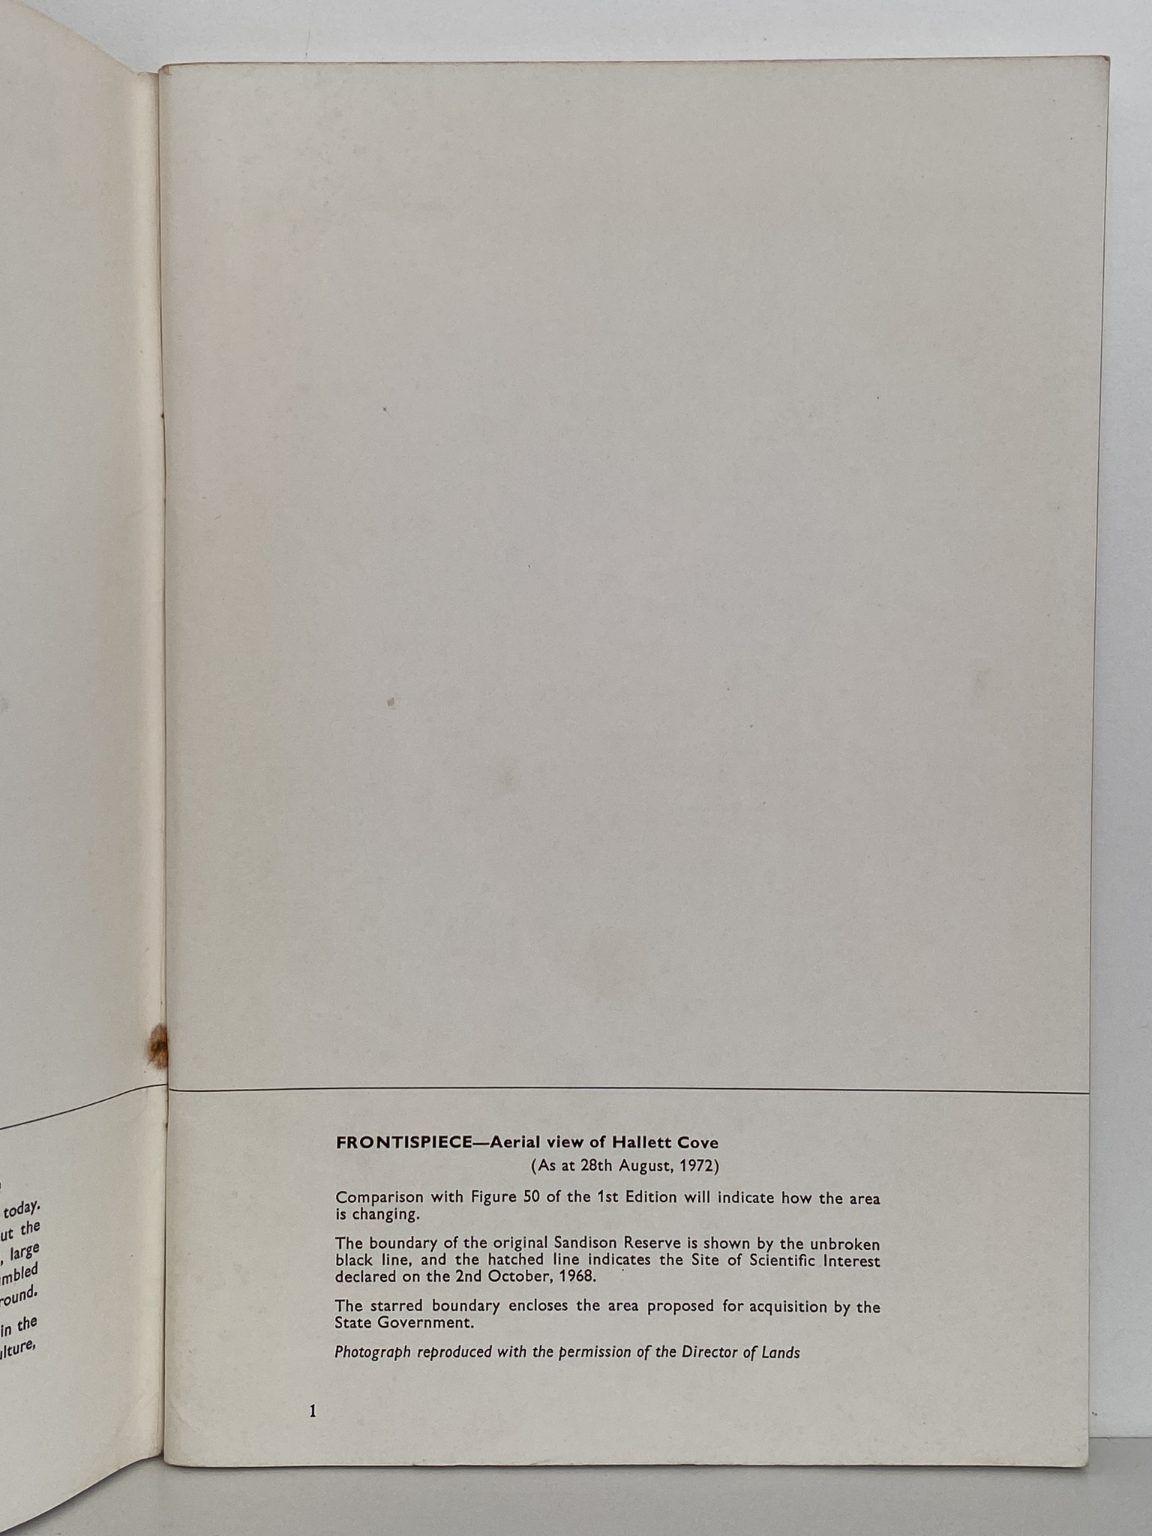 today.
ut the
, large
mbled
round.
in the
ulture,
FRONTISPIECE—Aerial view of Hallett Cove
(As at 28th August, 1972)
Comparison with Figure 50 of the 1st Edition will indicate how the area
is changing.
The boundary of the original Sandison Reserve is shown by the unbroken
black line, and the hatched line indicates the Site of Scientific Interest
declared on the 2nd October, 1968.
The starred boundary encloses the area proposed for acquisition by the
State Government.
Photograph reproduced with the permission of the Director of Lands
1